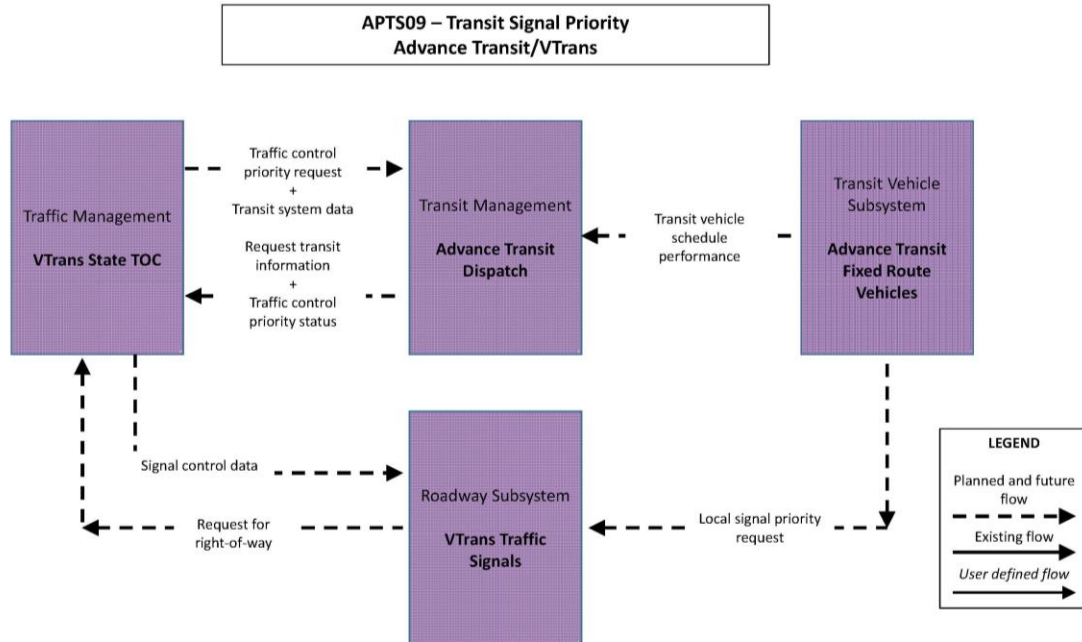 APTS09 – Transit Signal Priority
Advance Transit/VTrans
Traffic Management
VTrans State TOC
Traffic control
priority request
+
Transit system data
Request transit
information
+
Traffic control
priority status
Transit Management
Advance Transit
Dispatch
Transit vehicle
schedule
performance
Transit Vehicle
Subsystem
Advance Transit
Fixed Route
Vehicles
Signal control data
Request for
right-of-way
Roadway Subsystem
VTrans Traffic
Signals
Local signal priority
request
LEGEND
Planned and future
flow
Existing flow
User defined flow